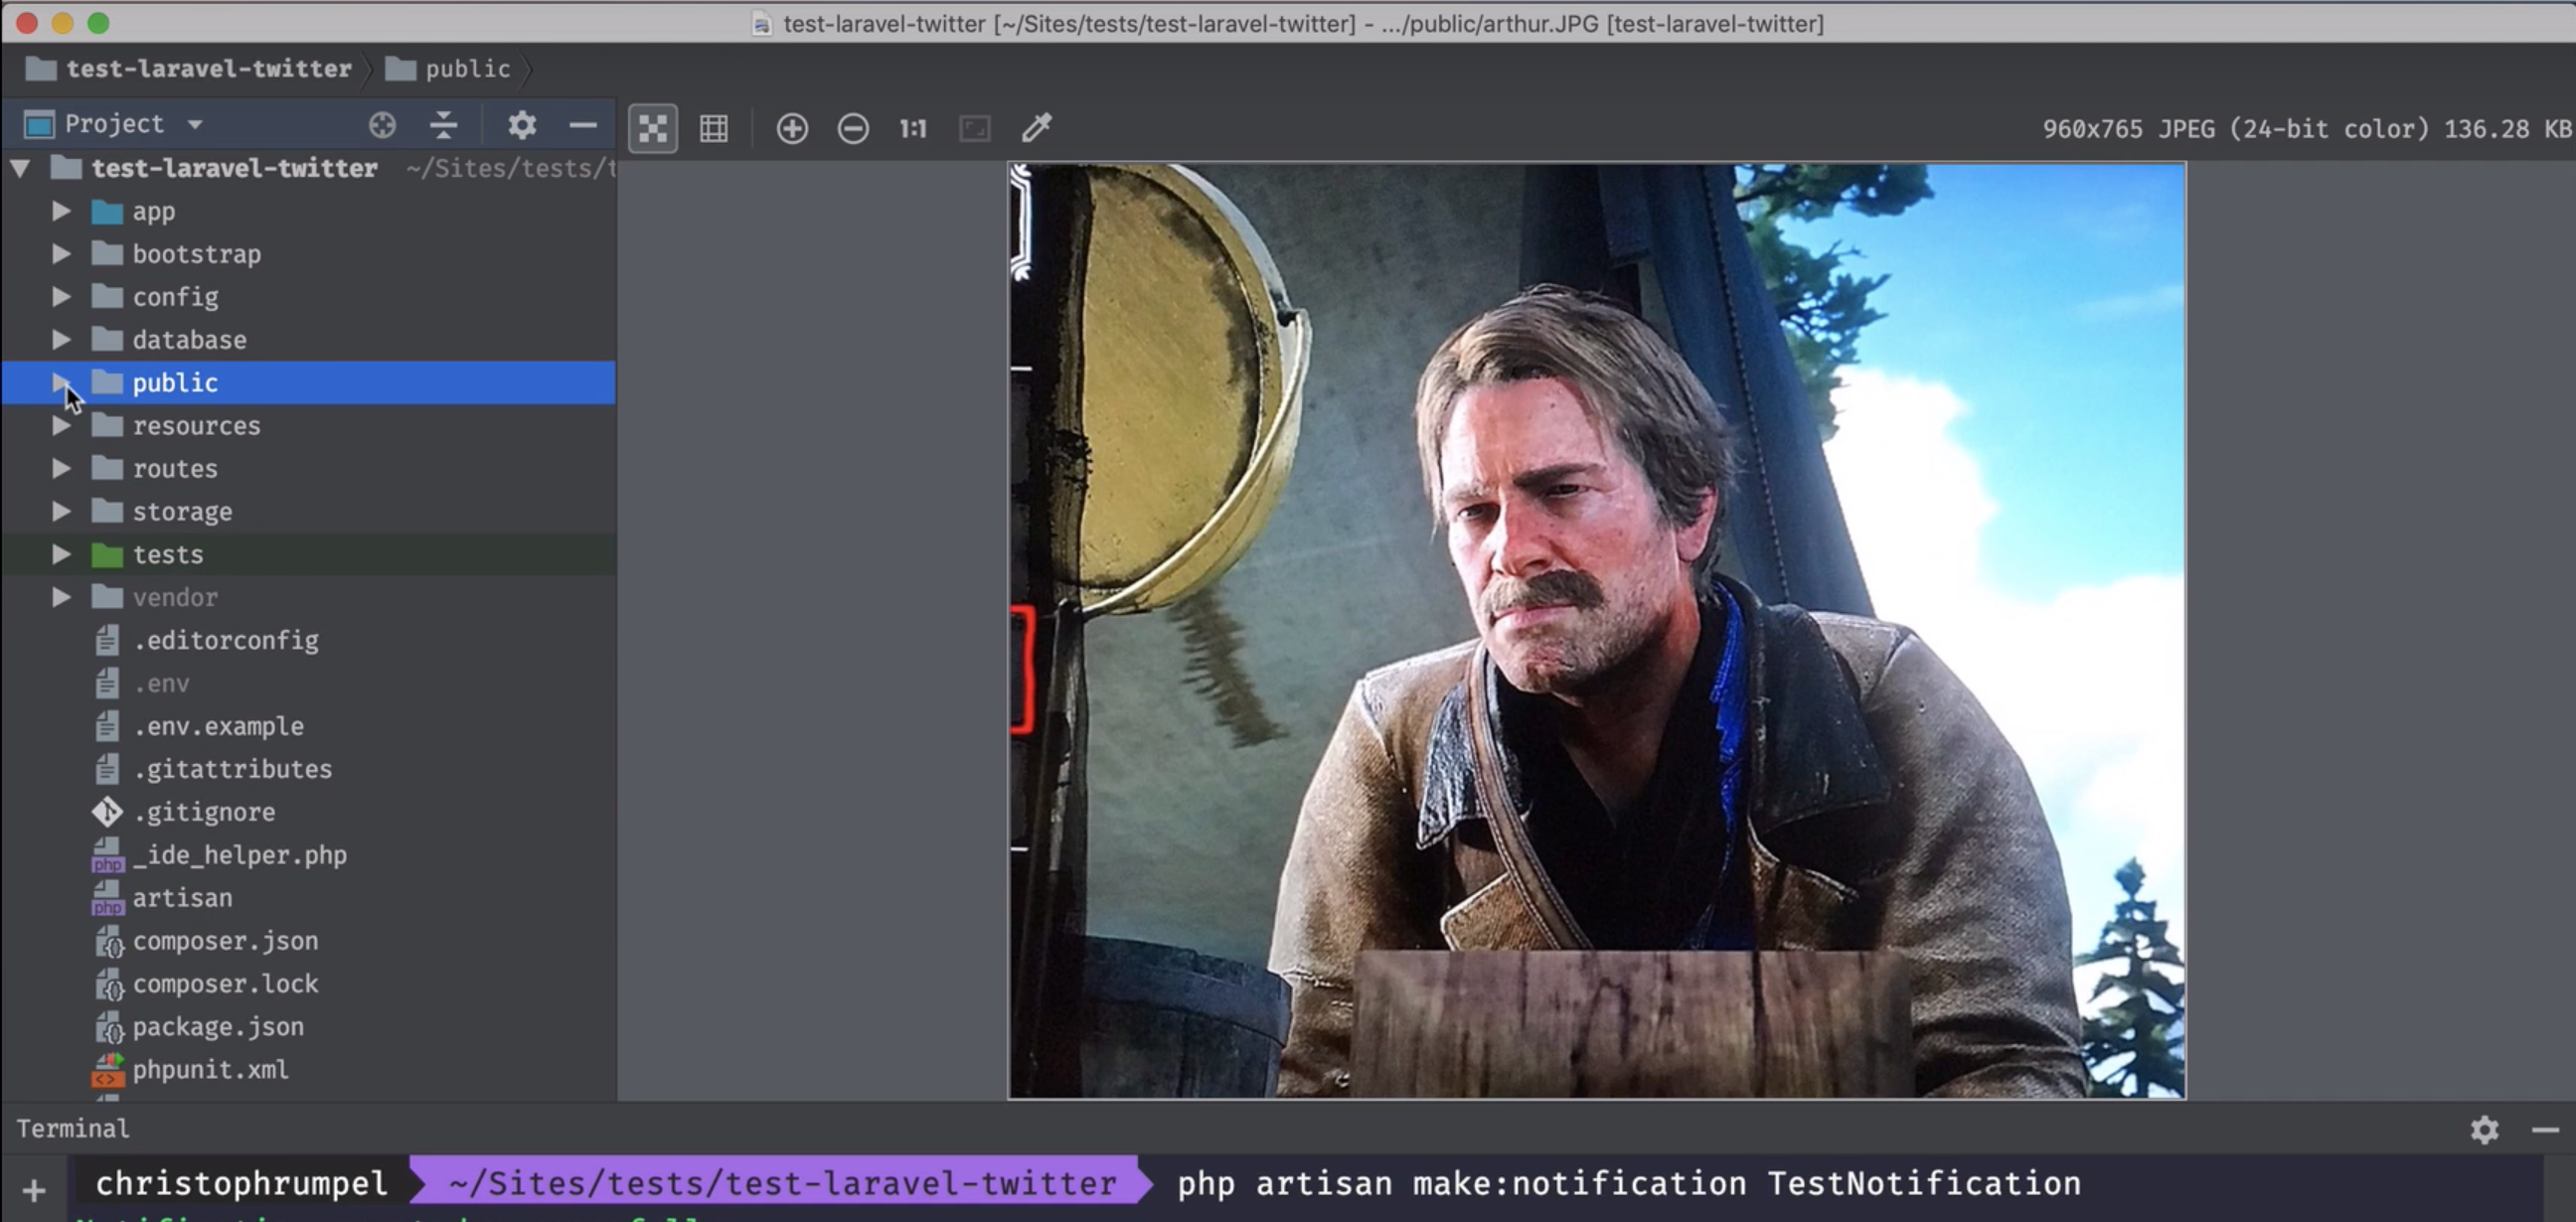 test-laravel-twitter [~/Sites/tests/test-laravel-twitter] - .../public/arthur.JPG [test-laravel-twitter]
test-laravel-twitter public
Project
1:1
960x765 JPEG (24-bit color) 136.28 KB
test-laravel-twitter ~/Sites/tests/t
app
bootstrap
config
database
public
resources
routes
storage
tests
vendor
.editorconfig
.env
.env.example
.gitattributes
.gitignore
_ide_helper.php
artisan
composer.json
composer.lock
package.json
phpunit.xml
Terminal
christophrumpel ~/Sites/tests/test-laravel-twitter php artisan make:notification TestNotification